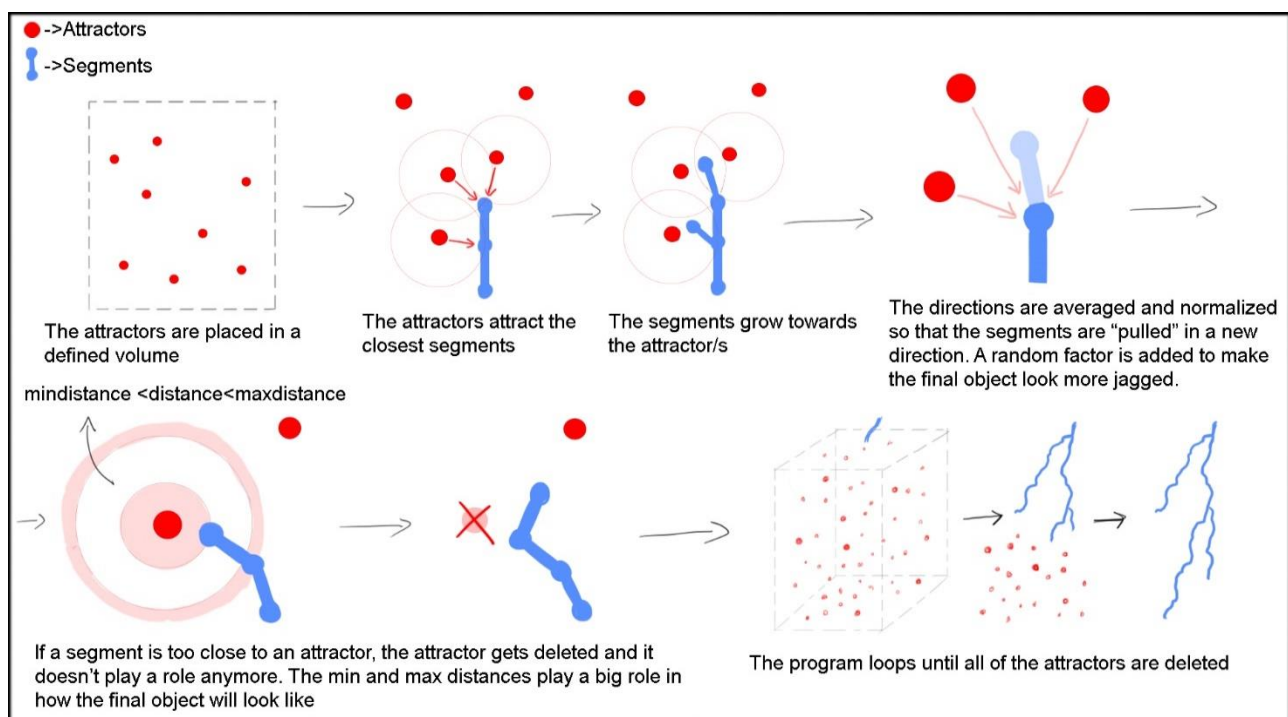 ->Attractors
->Segments
The attractors are placed in a
defined volume
The attractors attract the
closest segments
The segments grow towards
the attractor/s
The directions are averaged and normalized
so that the segments are “pulled” in a new
direction. A random factor is added to make
the final object look more jagged.
mindistance <distance<maxdistance
If a segment is too close to an attractor, the attractor gets deleted and it
doesn’t play a role anymore. The min and max distances play a big role in
how the final object will look like
The program loops until all of the attractors are deleted